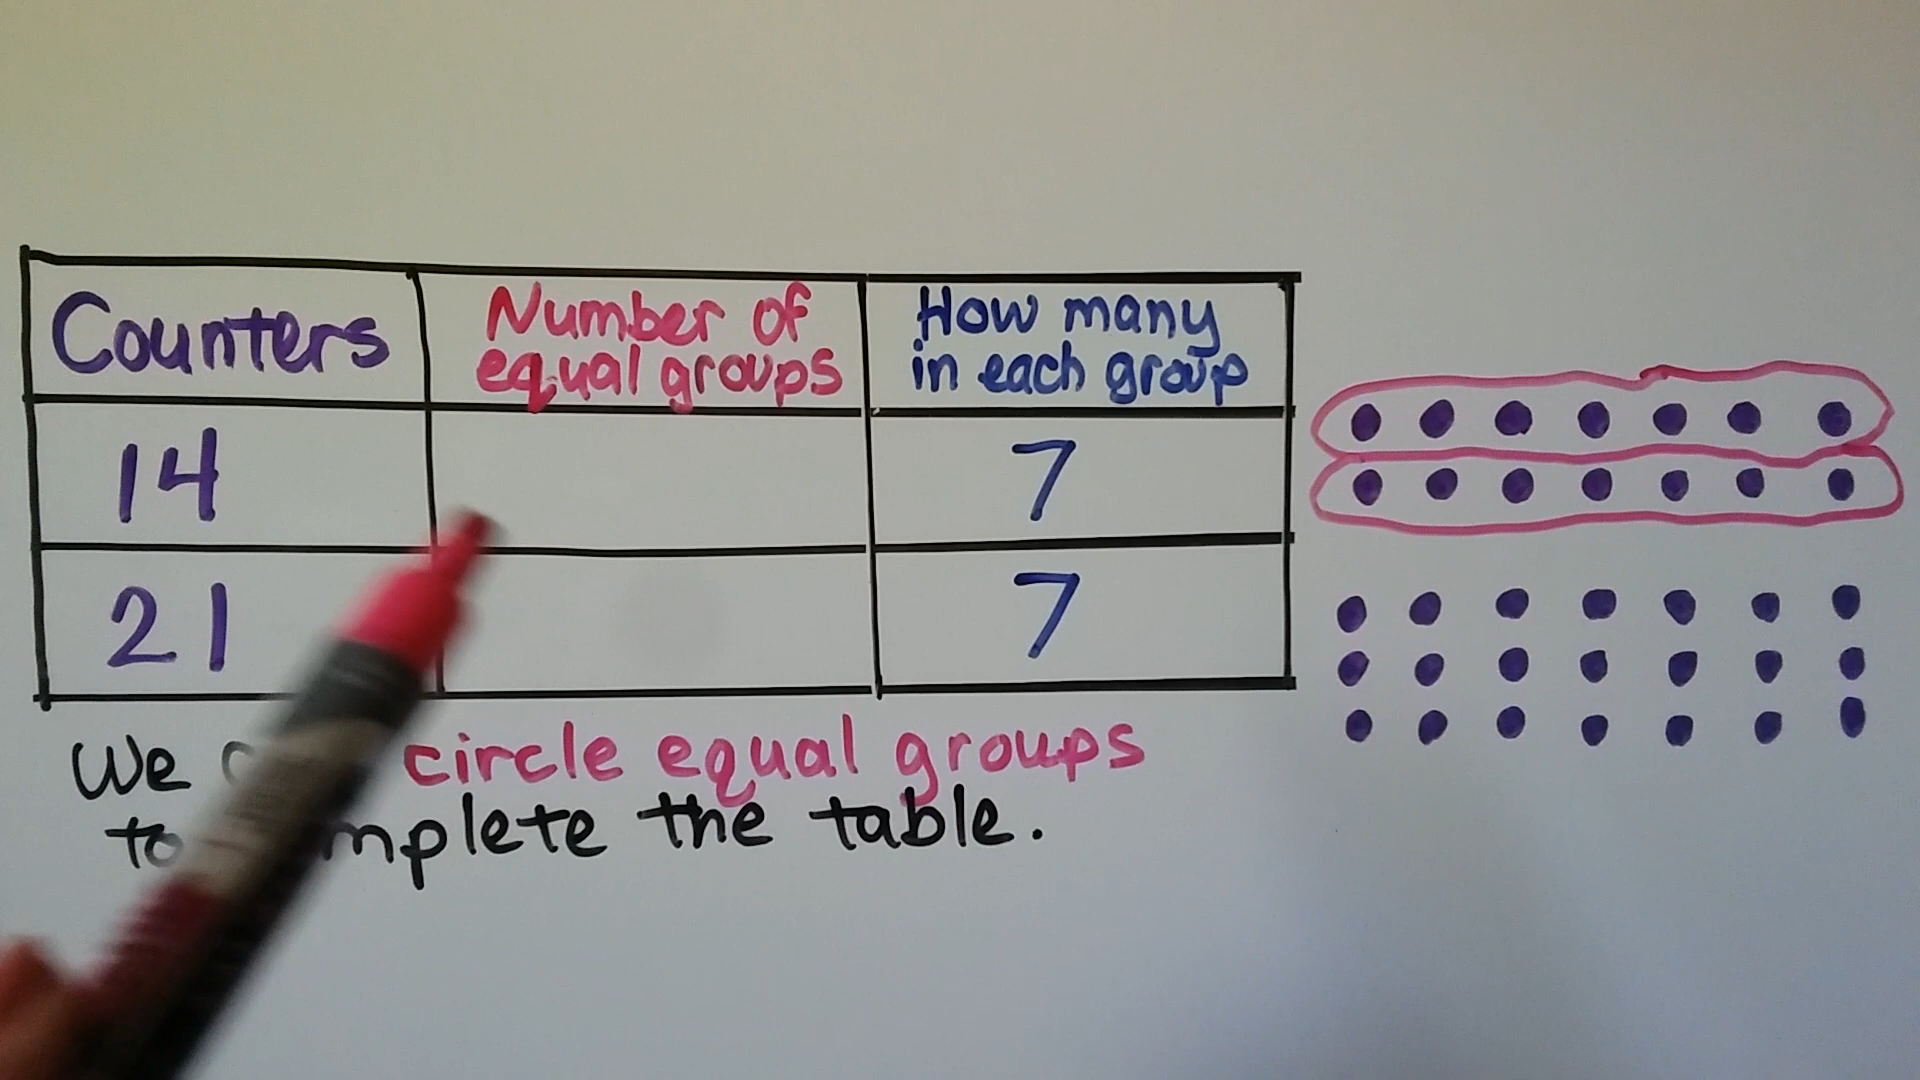 Counters
Number of
equal groups
How many
in each group
14
7
21
7
We circle equal groups
to the table.